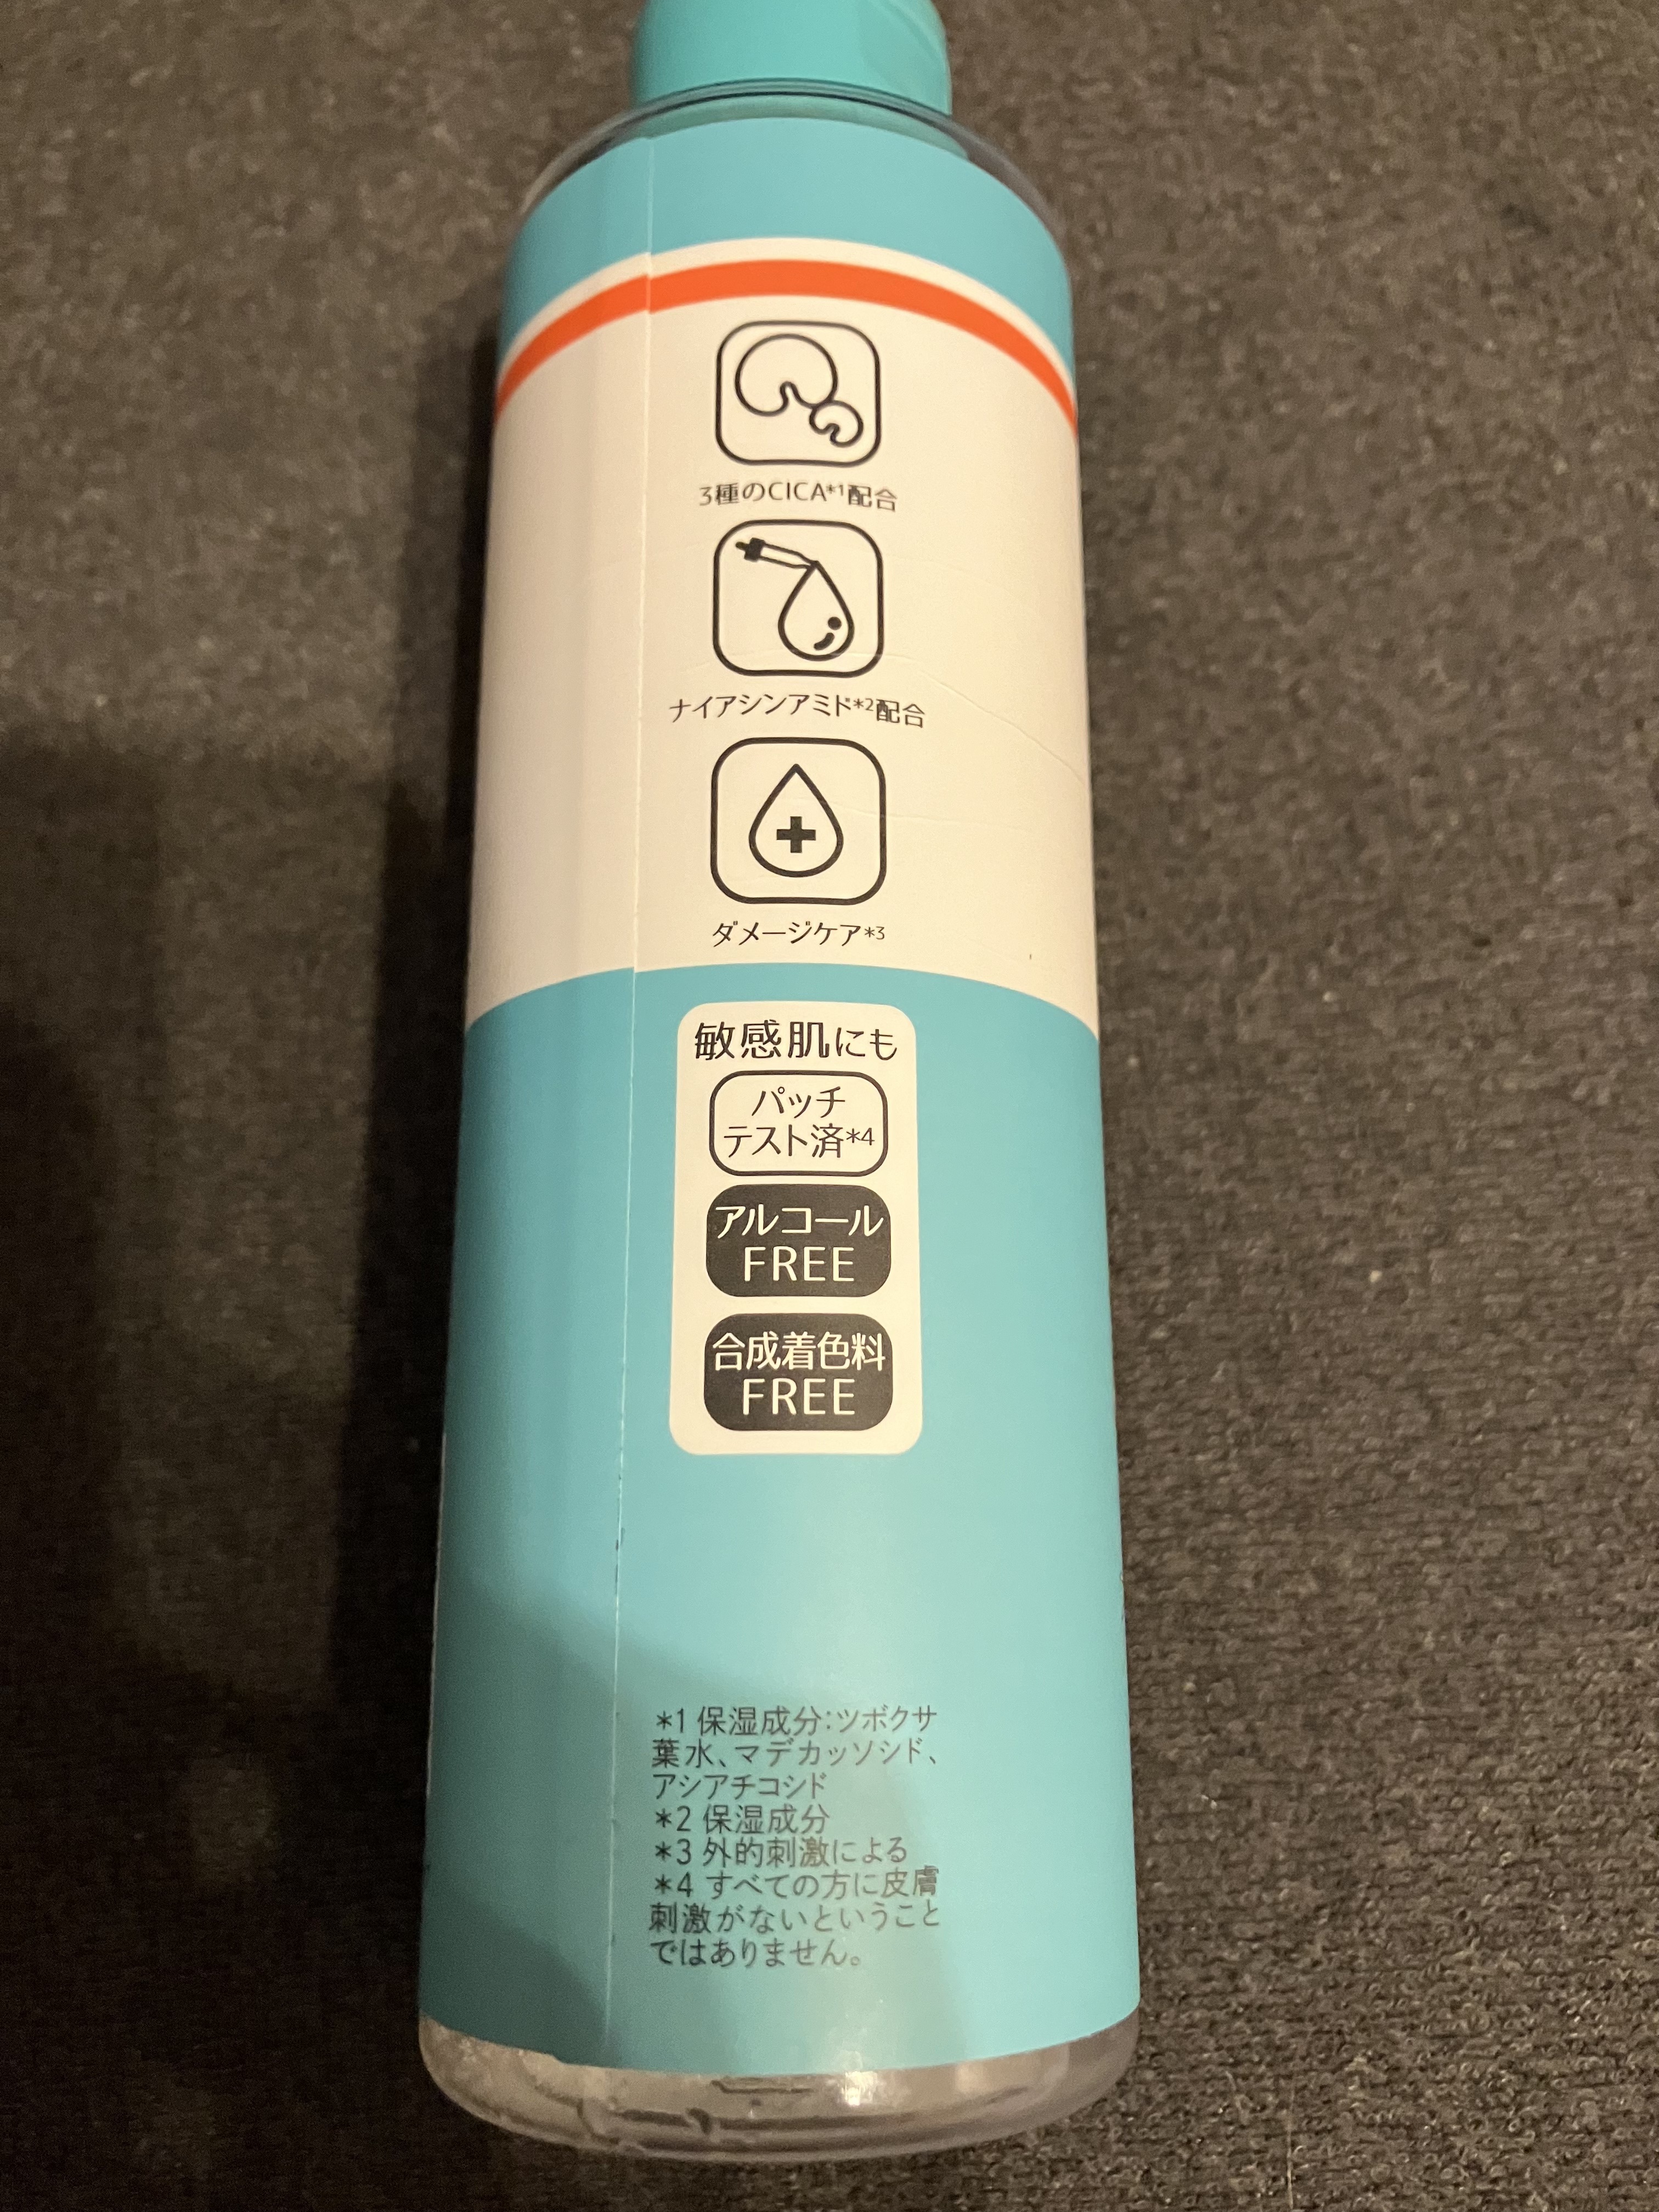 3種のCICA*1配合
ナイアシンアミド*2配合
ダメージケア*3
敏感肌にも
パッチ
テスト済*4
アルコール
FREE
合成着色料
FREE
*1 保湿成分:ツボクサ
葉水、マデカッソシド、
アシアチコシド
*2 保湿成分
*3 外的刺激による
*4 すべての方に皮膚
刺激がないということ
ではありません。